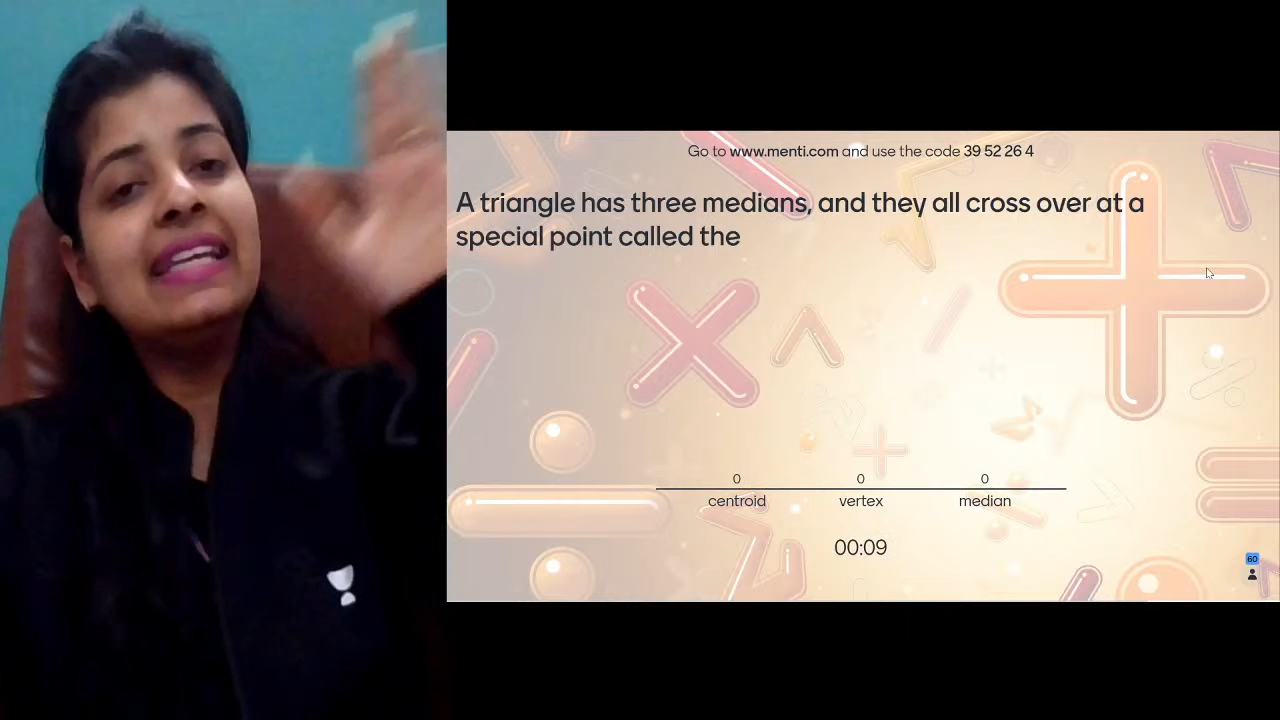 Go to www.menti.com and use the code 39 52 26 4
A triangle has three medians, and they all cross over at a
special point called the
0 0 0
centroid vertex median
00:09
60